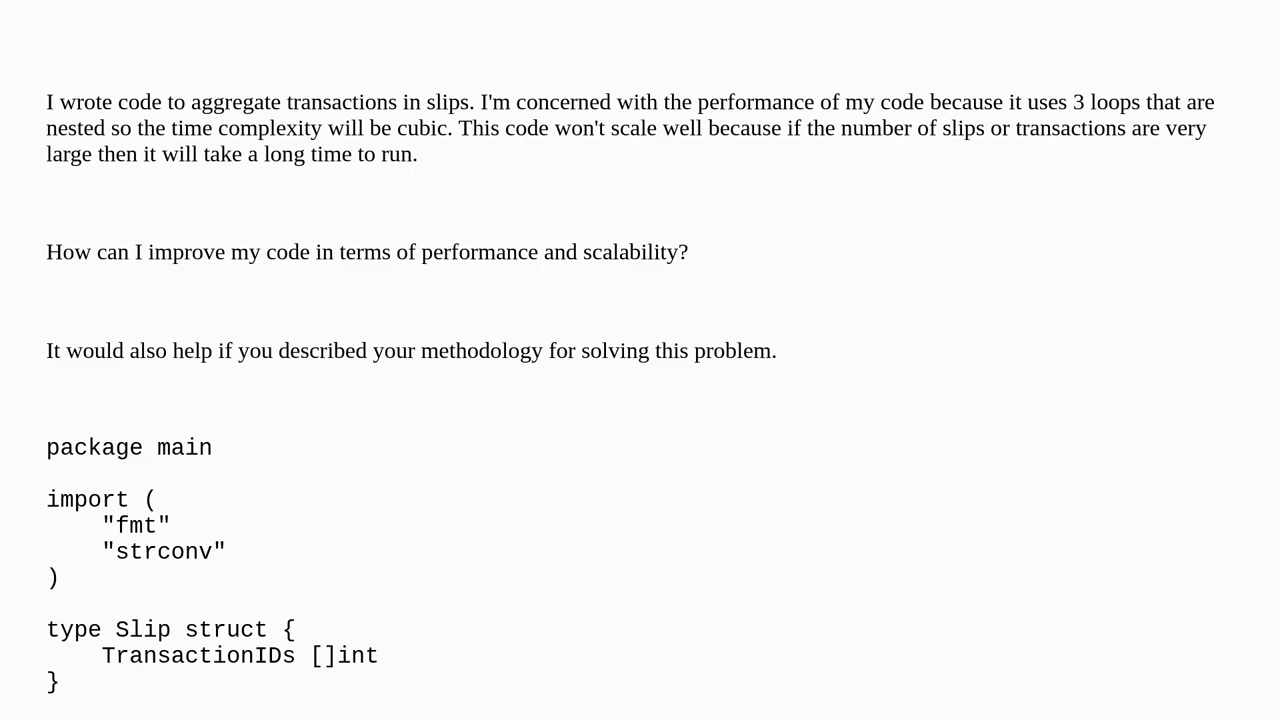 I wrote code to aggregate transactions in slips. I'm concerned with the performance of my code because it uses 3 loops that are
nested so the time complexity will be cubic. This code won't scale well because if the number of slips or transactions are very
large then it will take a long time to run.
How can I improve my code in terms of performance and scalability?
It would also help if you described your methodology for solving this problem.
package main
import (
    "fmt"
    "strconv"
)
type Slip struct {
    TransactionIDs []int
}